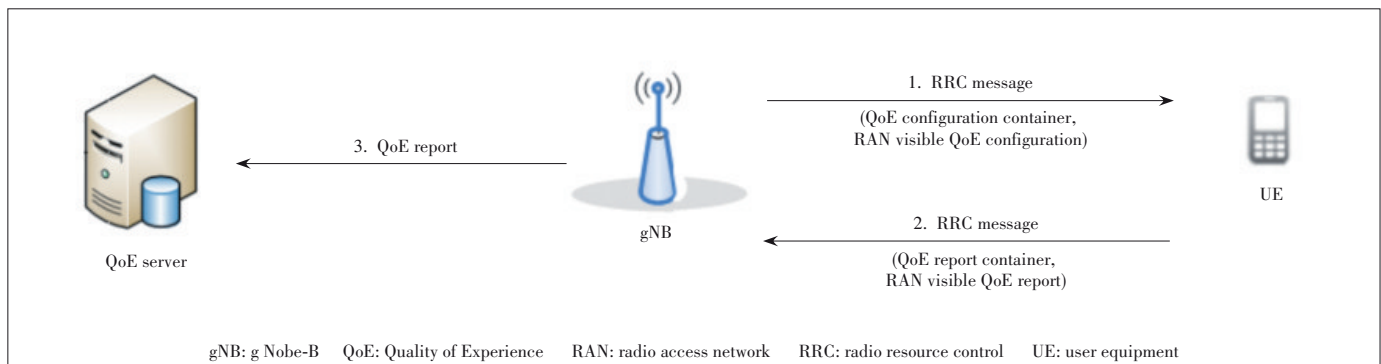 1. RRC message
(QoE configuration container,
RAN visible QoE configuration)
3. QoE report
UE
2. RRC message
gNB
(QoE report container,
RAN visible QoE report)
QoE server
gNB: g Nobe-B QoE: Quality of Experience RAN: radio access network RRC: radio resource control UE: user equipment